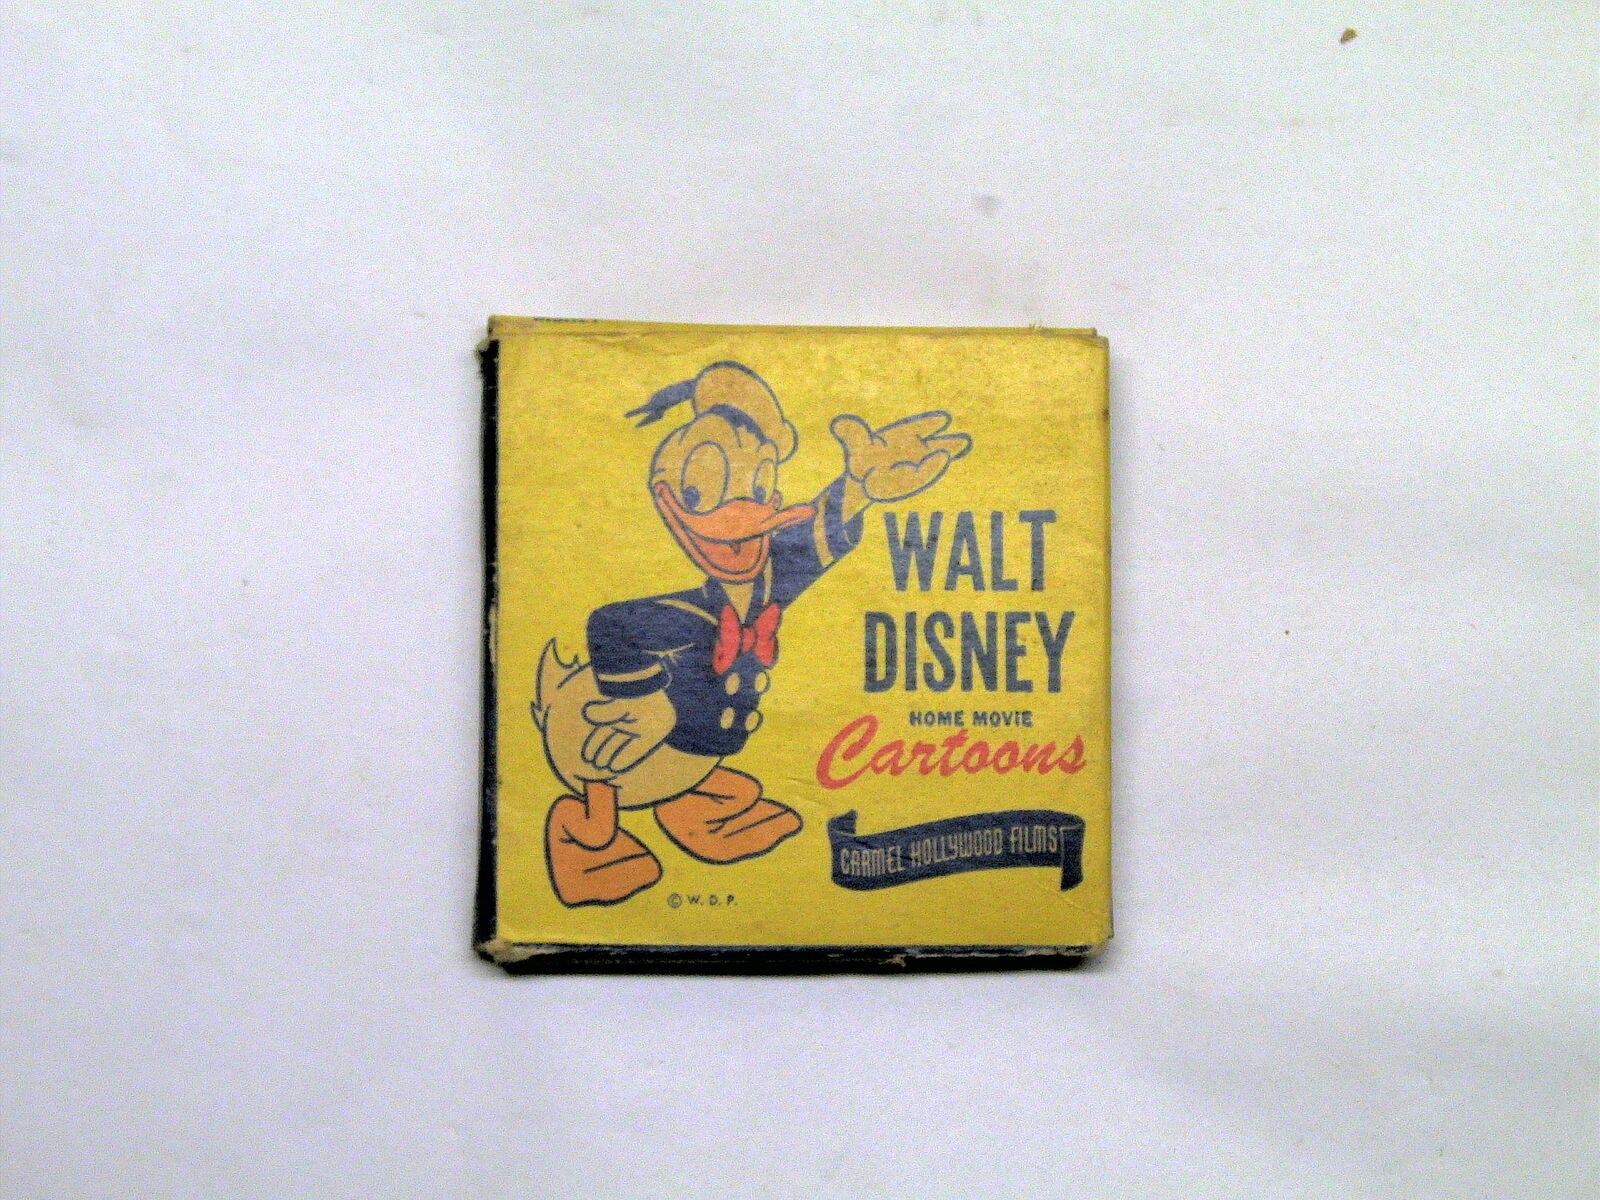 WALT
DISNEY
HOME MOVIE
Cartoons
CARMEL HOLLYWOOD FILMS
© W. D. P.